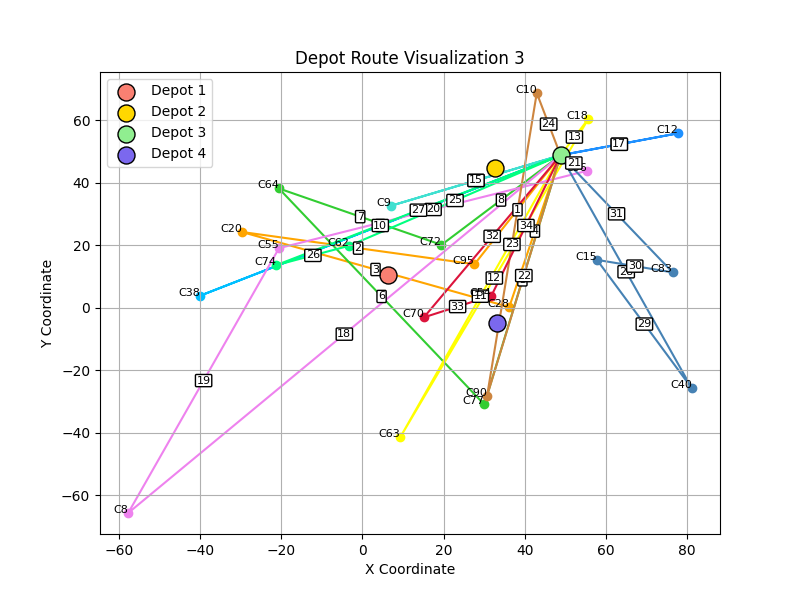 Depot Route Visualization 3
Depot 1
Depot 2
Depot 3
Depot 4
Y Coordinate
60
40
20
0
−20
−40
−60
−60
−40
−20
0
20
40
60
80
X Coordinate
C10
C18
C12
C64
C9
C20
C55
C62
C72
C74
C95
C15
C83
C38
C28
C70
C90
C77
C40
C63
C8
24
13
17
21
15
7
10
27
20
25
8
1
31
34
32
23
2
26
3
12
22
30
6
11
33
18
29
19